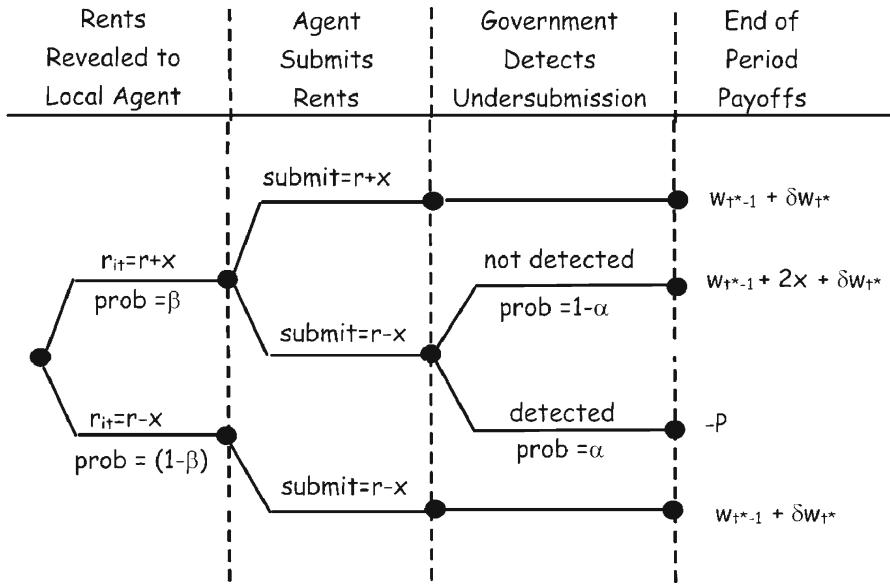 Rents
Revealed to
Local Agent
Agent
Submits
Rents
Government
Detects
Undersubmission
End of
Period
Payoffs
submit=r+x
w_{t*-1} + δw_{t*}
r_{it}=r+x
prob =β
not detected
prob =1-α
w_{t*-1} + 2x + δw_{t*}
submit=r-x
r_{it}=r-x
prob = (1-β)
detected
prob =α
-P
submit=r-x
w_{t*-1} + δw_{t*}